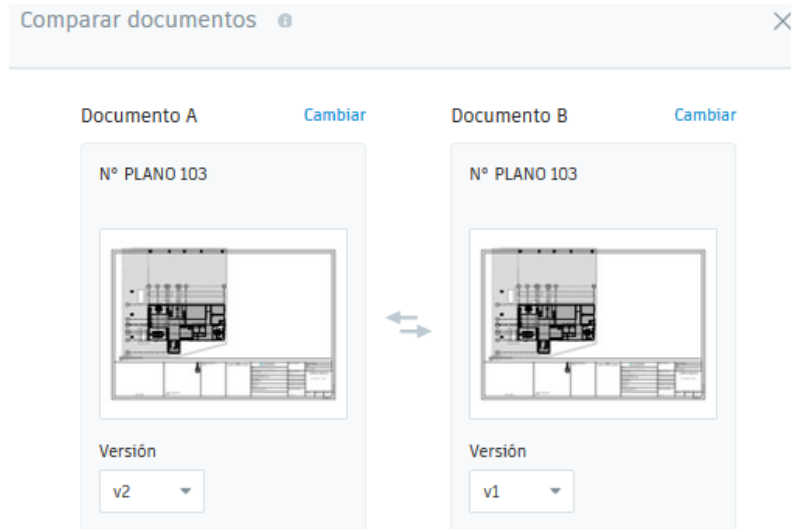 Comparar documentos
Documento A
Cambiar
Nº PLANO 103
Versión
v2
Documento B
Cambiar
Nº PLANO 103
Versión
v1